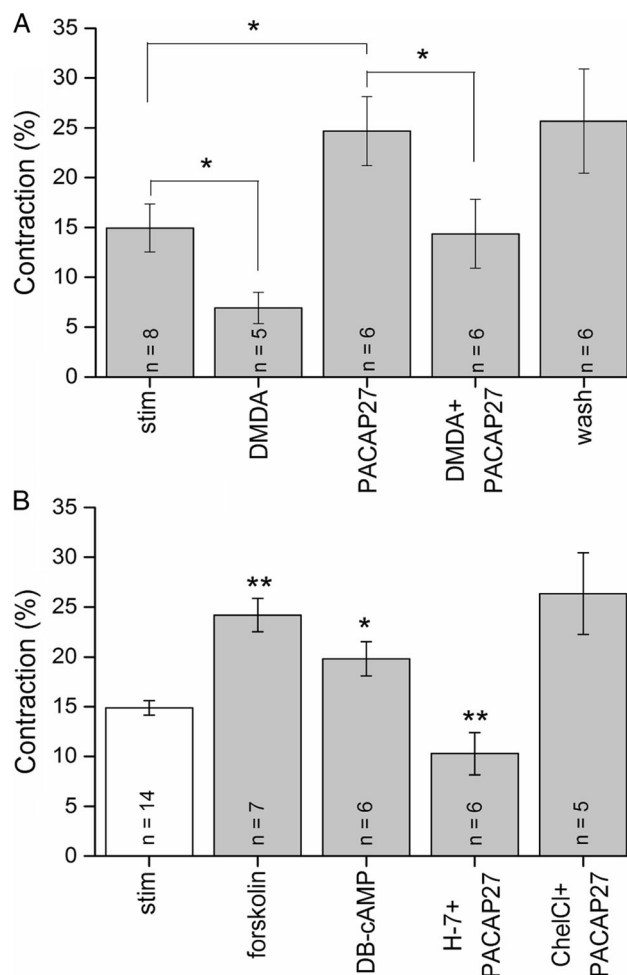 A
35
30
25
20
15
10
5
0
Contraction (%)
*
*
*
n = 8
n = 5
n = 6
n = 6
n = 6
stim
DMDA
PACAP27
DMDA+
PACAP27
wash
B
35
30
25
20
15
10
5
0
Contraction (%)
**
*
**
n = 14
n = 7
n = 6
n = 6
n = 5
stim
forskolin
DB-cAMP
H-7+
PACAP27
ChelCl+
PACAP27